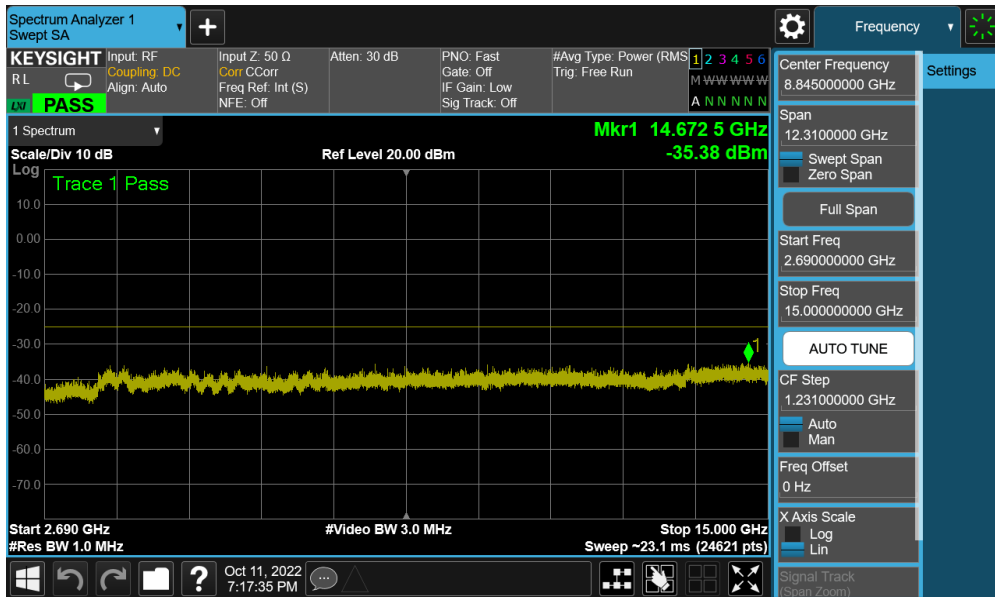 Spectrum Analyzer 1
Swept SA
Frequency
KEYSIGHT
R L
LXI PASS
Input: RF
Coupling: DC
Align: Auto
Input Z: 50 Ω
Corr CCorr
Freq Ref: Int (S)
NFE: Off
Atten: 30 dB
PNO: Fast
Gate: Off
IF Gain: Low
Sig Track: Off
#Avg Type: Power (RMS
Trig: Free Run
1 2 3 4 5 6
M W W W W W
A N N N N N
1 Spectrum
Scale/Div 10 dB
Ref Level 20.00 dBm
Mkr1 14.672 5 GHz
-35.38 dBm
Log
Trace 1 Pass
10.0
0.00
-10.0
-20.0
-30.0
-40.0
-50.0
-60.0
-70.0
1
Start 2.690 GHz
#Res BW 1.0 MHz
#Video BW 3.0 MHz
Stop 15.000 GHz
Sweep ~23.1 ms (24621 pts)
Oct 11, 2022
7:17:35 PM
Center Frequency
8.845000000 GHz
Span
12.3100000 GHz
Swept Span
Zero Span
Full Span
Start Freq
2.690000000 GHz
Stop Freq
15.000000000 GHz
AUTO TUNE
CF Step
1.231000000 GHz
Auto
Man
Freq Offset
0 Hz
X Axis Scale
Log
Lin
Signal Track
(Span Zoom)
Settings